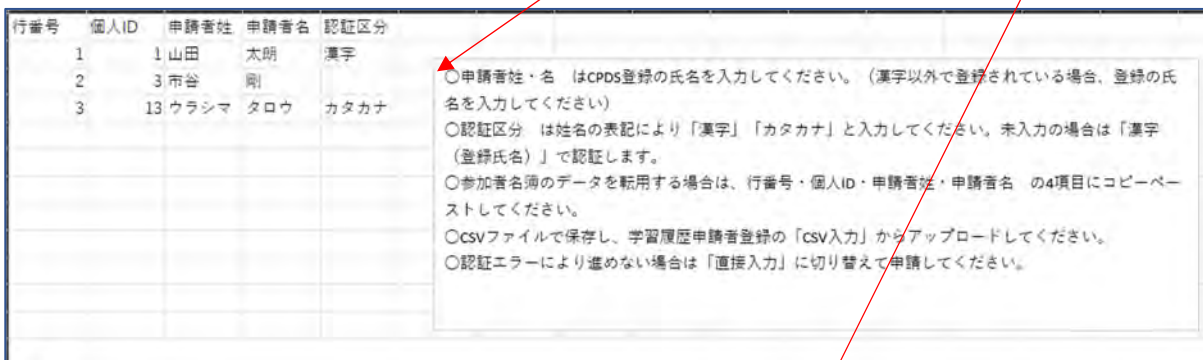 行番号 個人ID 申請者姓 申請者名 認証区分
1 1 山田 太朗 漢字
2 3 市谷 剛
3 13 ウラシマ タロウ カタカナ
○申請者姓・名　はCPDS登録の氏名を入力してください。（漢字以外で登録されている場合、登録の氏
名を入力してください）
○認証区分　は姓名の表記により「漢字」「カタカナ」と入力してください。未入力の場合は「漢字
（登録氏名）」で認証します。
○参加者名簿のデータを転用する場合は、行番号・個人ID・申請者姓・申請者名　の4項目にコピーペー
ストしてください。
○CSVファイルで保存し、学習履歴申請者登録の「CSV入力」からアップロードしてください。
○認証エラーにより進めない場合は「直接入力」に切り替えて申請してください。